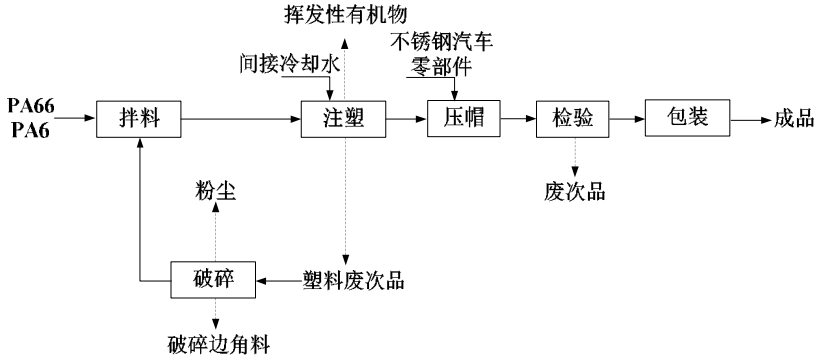 挥发性有机物
间接冷却水
不锈钢汽车
零部件
PA66
PA6
拌料
注塑
压帽
检验
包装
成品
粉尘
废次品
破碎
塑料废次品
破碎边角料